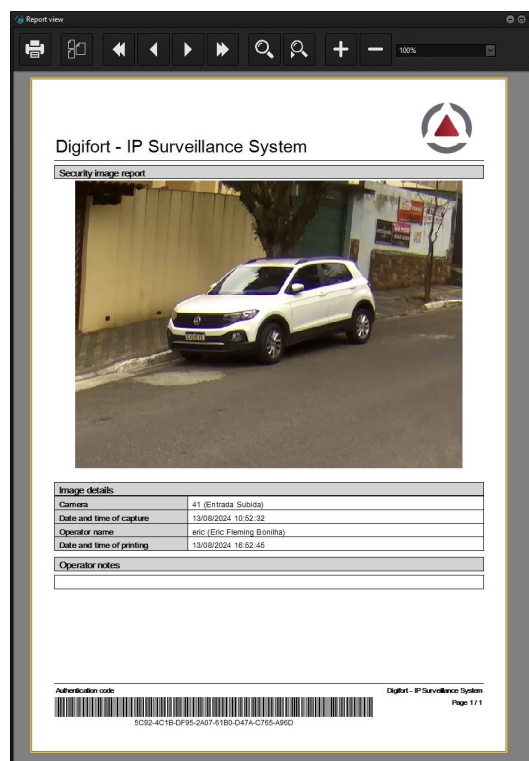 Report view
100%
Digifort - IP Surveillance System
Security image report
Image details
Camera 41 (Entrada Subida)
Date and time of capture 13/08/2024 10:52:32
Operator name eric (Eric Fleming Bonilha)
Date and time of printing 13/08/2024 16:52:45
Operator notes
Authentication code Digifort - IP Surveillance System
Page 1 / 1
5C92-4C1B-DF95-2A07-61B0-D47A-C765-A96D